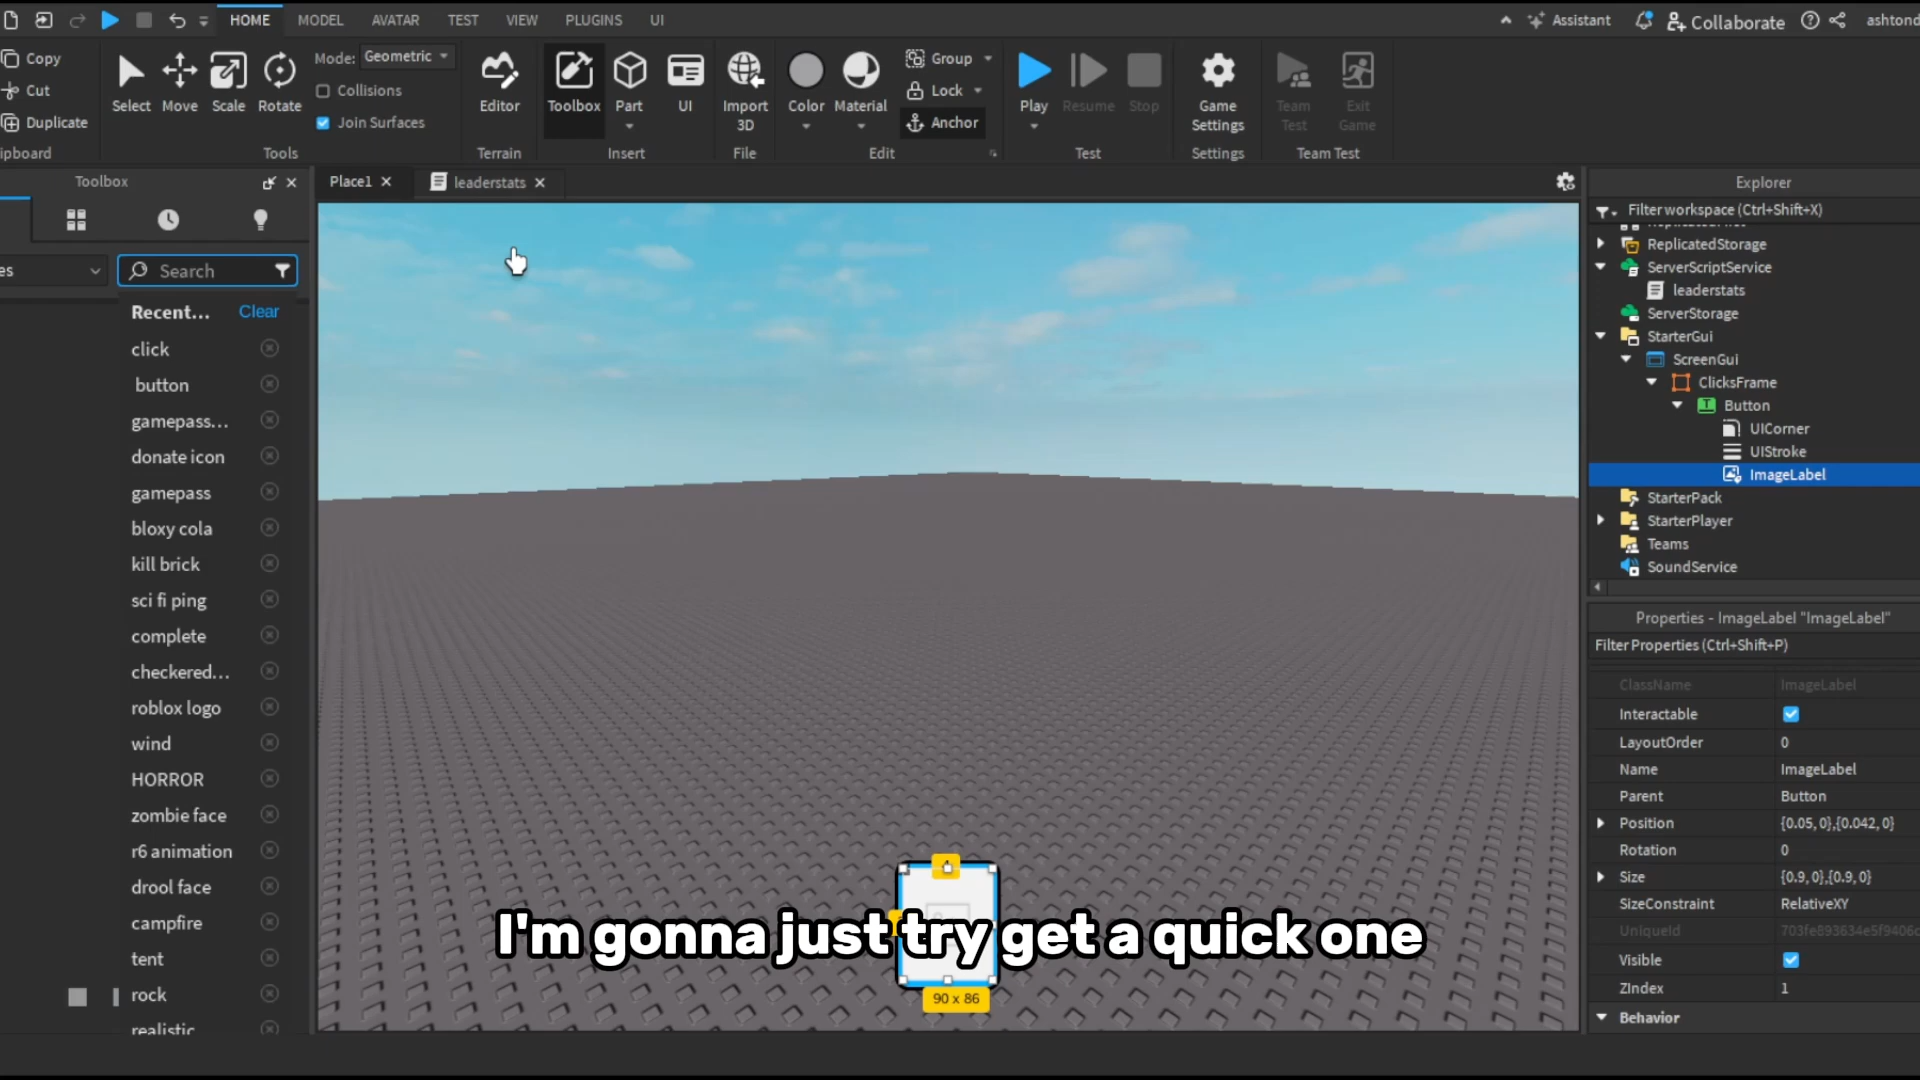 HOME
MODEL
AVATAR
TEST
VIEW
PLUGINS
UI
Assistant
Collaborate
ashtond
Copy
Cut
Duplicate
ipboard
Select
Move
Scale
Rotate
Mode: Geometric
Collisions
Join Surfaces
Tools
Editor
Terrain
Toolbox
Part
UI
Insert
Import
3D
File
Color
Material
Group
Lock
Anchor
Edit
Play
Resume
Stop
Test
Game
Settings
Settings
Team
Test
Exit
Game
Team Test
Toolbox
es
Search
Recent...
Clear
click
button
gamepass...
donate icon
gamepass
bloxy cola
kill brick
sci fi ping
complete
checkered...
roblox logo
wind
HORROR
zombie face
r6 animation
drool face
campfire
tent
rock
realistic
Place1
leaderstats
I'm gonna just try get a quick one
90 x 86
Explorer
Filter workspace (Ctrl+Shift+X)
ReplicatedStorage
ServerScriptService
leaderstats
ServerStorage
StarterGui
ScreenGui
ClicksFrame
Button
UICorner
UIStroke
ImageLabel
StarterPack
StarterPlayer
Teams
SoundService
Properties - ImageLabel "ImageLabel"
Filter Properties (Ctrl+Shift+P)
ClassName ImageLabel
Interactable
LayoutOrder 0
Name ImageLabel
Parent Button
Position {0.05, 0},{0.042, 0}
Rotation 0
Size {0.9, 0},{0.9, 0}
SizeConstraint RelativeXY
UniqueId
Visible
ZIndex 1
Behavior